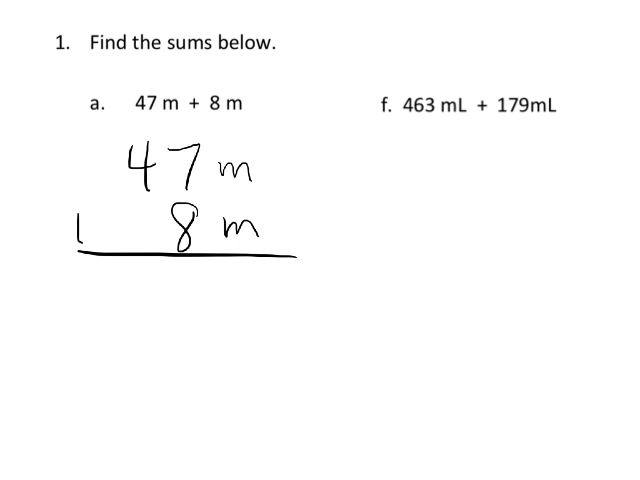 1. Find the sums below.
a. 47 m + 8 m
f. 463 mL + 179mL
47 m
8 m